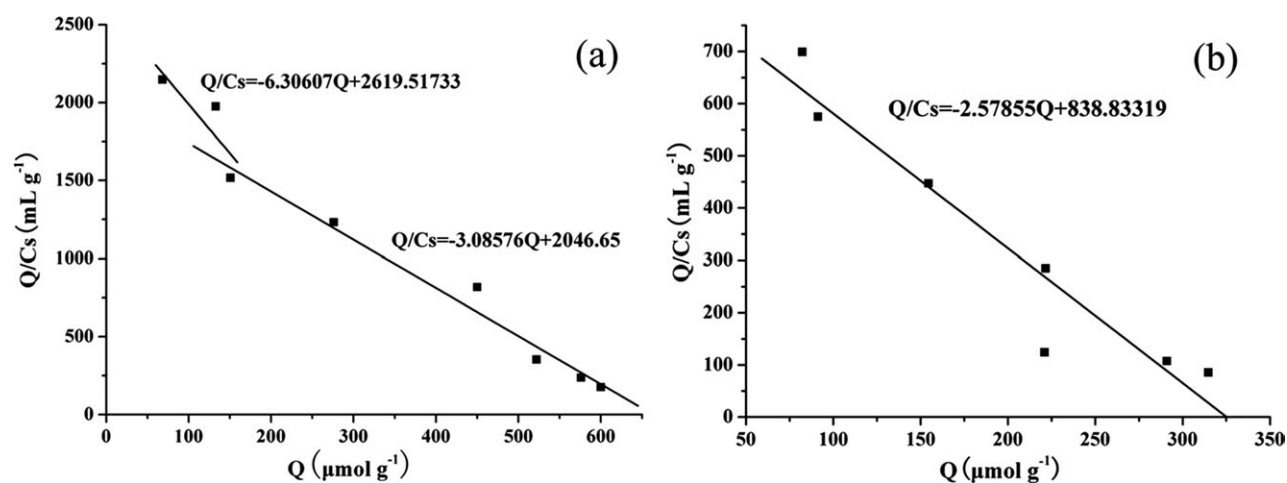 (a)
2500
2000
1500
1000
500
0
Q/Cs (mL g⁻¹)
Q/Cs=-6.30607Q+2619.51733
Q/Cs=-3.08576Q+2046.65
0 100 200 300 400 500 600
Q (μmol g⁻¹)
(b)
700
600
500
400
300
200
100
0
Q/Cs (mL g⁻¹)
Q/Cs=-2.57855Q+838.83319
50 100 150 200 250 300 350
Q (μmol g⁻¹)